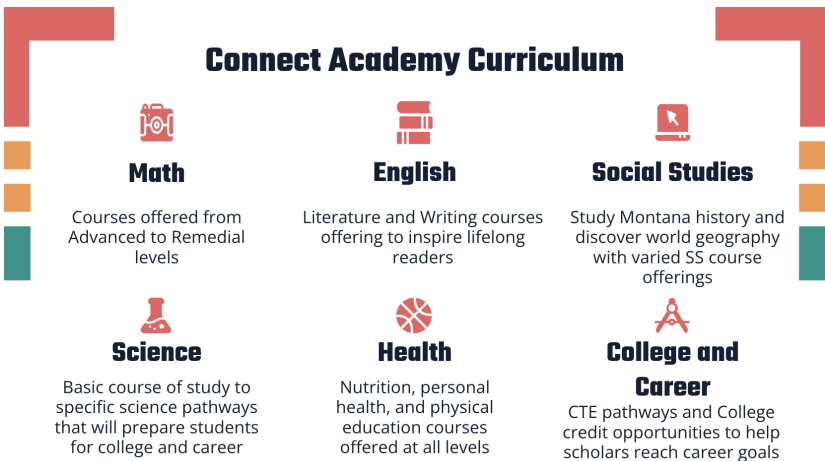 Connect Academy Curriculum
Math
Courses offered from
Advanced to Remedial
levels
English
Literature and Writing courses
offering to inspire lifelong
readers
Social Studies
Study Montana history and
discover world geography
with varied SS course
offerings
Science
Basic course of study to
specific science pathways
that will prepare students
for college and career
Health
Nutrition, personal
health, and physical
education courses
offered at all levels
College and
Career
CTE pathways and College
credit opportunities to help
scholars reach career goals